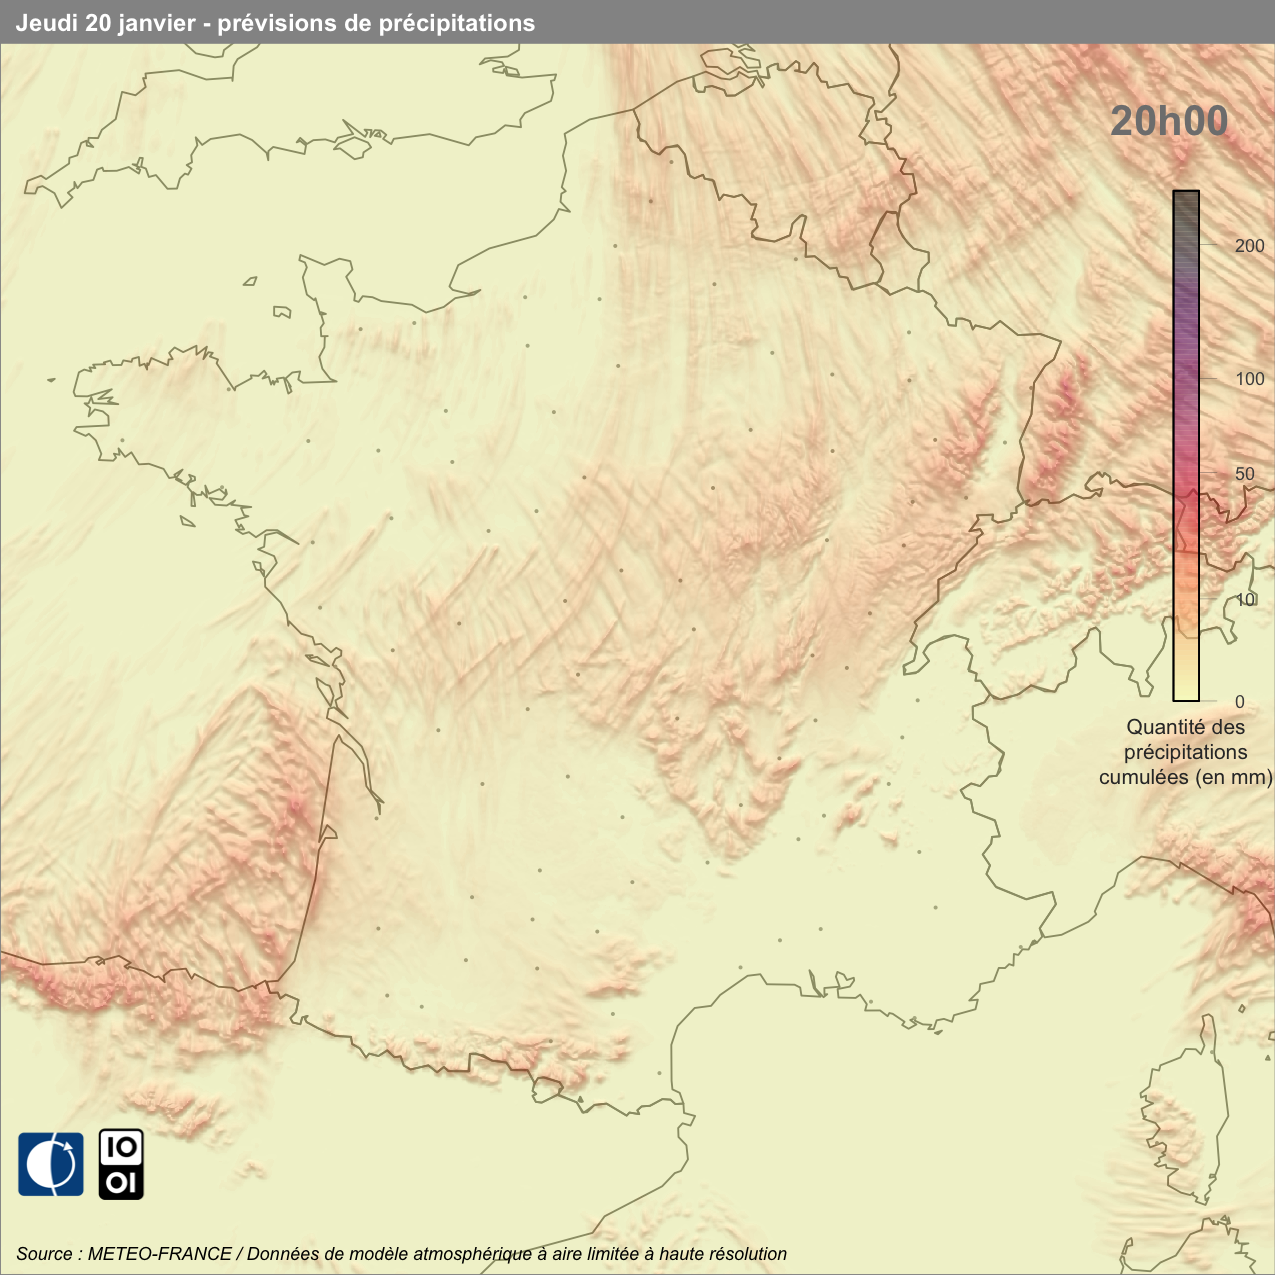 Jeudi 20 janvier - prévisions de précipitations
20h00
200
100
50
10
0
Quantité des
précipitations
cumulées (en mm)
IO
OI
Source : METEO-FRANCE / Données de modèle atmosphérique à aire limitée à haute résolution